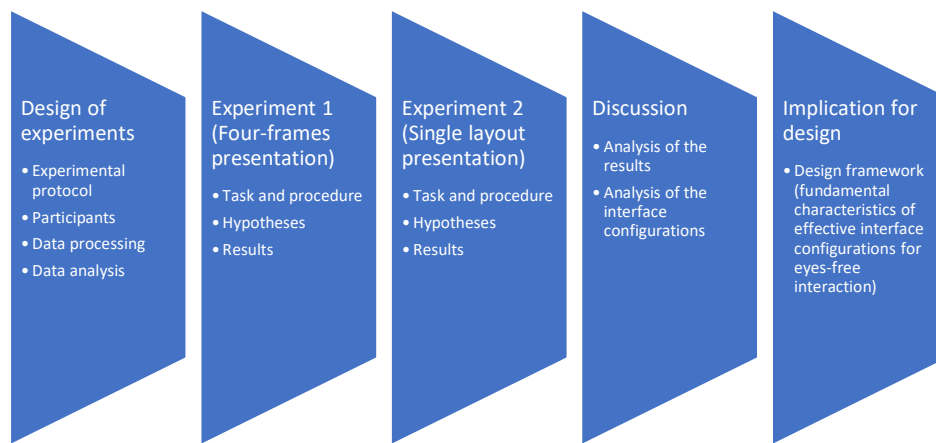 Design of
experiments
• Experimental
protocol
• Participants
• Data processing
• Data analysis
Experiment 1
(Four-frames
presentation)
• Task and procedure
• Hypotheses
• Results
Experiment 2
(Single layout
presentation)
• Task and procedure
• Hypotheses
• Results
Discussion
• Analysis of the
results
• Analysis of the
interface
configurations
Implication for
design
• Design framework
(fundamental
characteristics of
effective interface
configurations for
eyes-free
interaction)